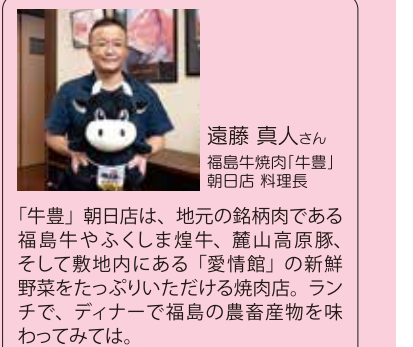 遠藤 真人さん
福島牛焼肉「牛豊」
朝日店 料理長
「牛豊」朝日店は、地元の銘柄肉である
福島牛やふくしま煌牛、麓山高原豚、
そして敷地内にある「愛情館」の新鮮
野菜をたっぷりいただける焼肉店。ラン
チで、ディナーで福島の農畜産物を味
わってみては。